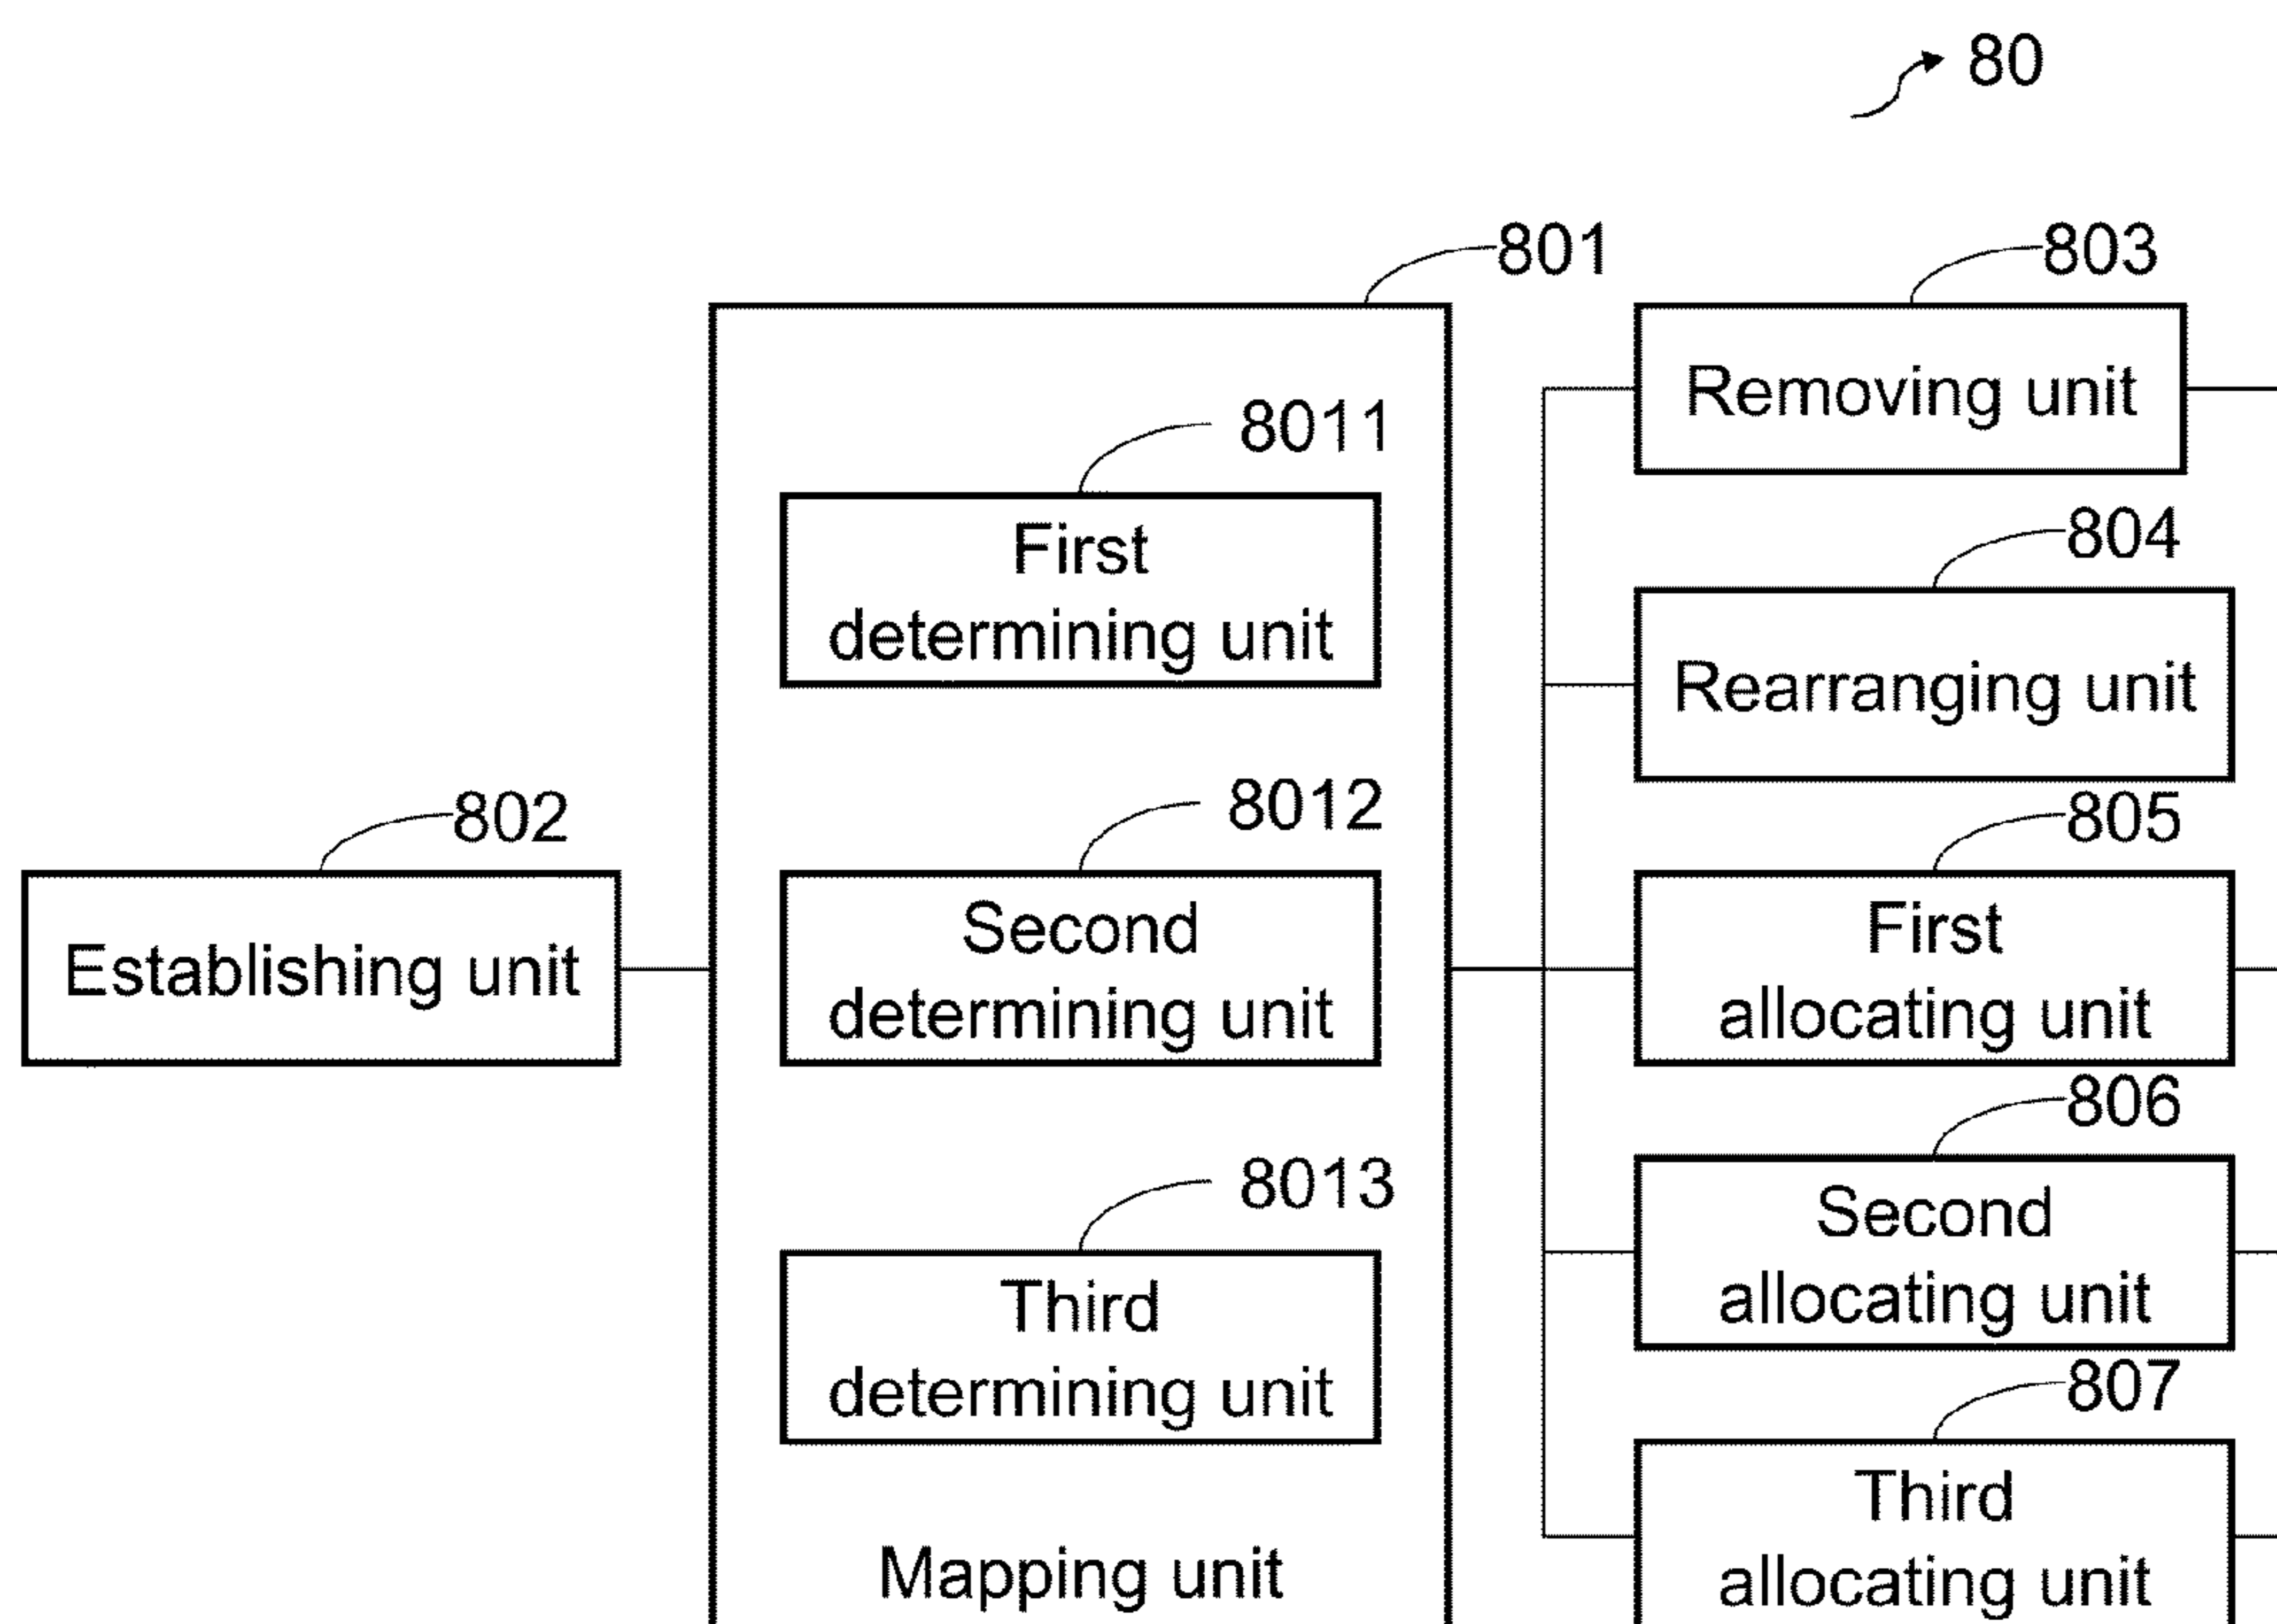 80
801
803
8011
Removing unit
First
determining unit
804
Rearranging unit
802
8012
805
Establishing unit
Second
determining unit
First
allocating unit
8013
806
Second
allocating unit
Third
determining unit
807
Third
allocating unit
Mapping unit